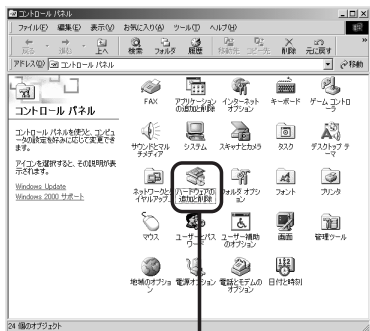 コントロール パネル
ファイル(F) 編集(E) 表示(V) お気に入り(A) ツール(T) ヘルプ(H)
戻る 進む 上へ 検索 フォルダ 履歴 移動先 コピー先 削除 元に戻す
アドレス(D) コントロール パネル 移動
コントロール パネル
コントロール パネルを使うと、コンピュ
ータの設定を好みに応じて変更でき
ます。
アイコンを選択すると、その説明が表
示されます。
Windows Update
Windows 2000 サポート
FAX
アプリケーション
の追加と削除
インターネット
オプション
キーボード
ゲーム コントロ
ーラ
サウンドとマル
チメディア
システム
スキャナとカメラ
タスク
デスクトップ テ
ーマ
ネットワークとダ
イヤルアップ...
ハードウェアの
追加と削除
フォルダ オプシ
ョン
フォント
プリンタ
マウス
ユーザーとパス
ワード
ユーザー補助
のオプション
画面
管理ツール
地域のオプショ
ン
電源オプション
電話とモデムの
オプション
日付と時刻
24 個のオブジェクト